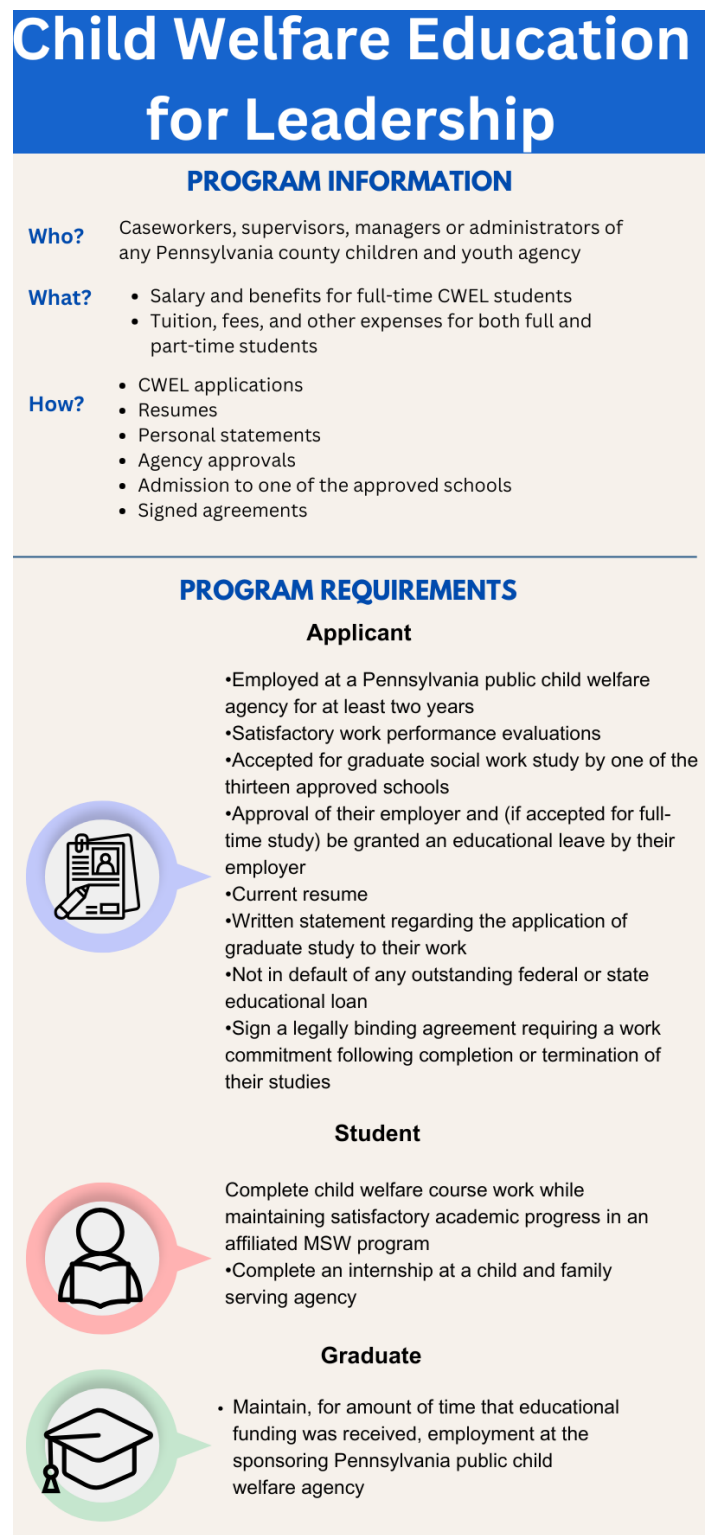 Child Welfare Education
for Leadership
PROGRAM INFORMATION
Who?
Caseworkers, supervisors, managers or administrators of
any Pennsylvania county children and youth agency
What?
• Salary and benefits for full-time CWEL students
• Tuition, fees, and other expenses for both full and
part-time students
How?
• CWEL applications
• Resumes
• Personal statements
• Agency approvals
• Admission to one of the approved schools
• Signed agreements
PROGRAM REQUIREMENTS
Applicant
•Employed at a Pennsylvania public child welfare
agency for at least two years
•Satisfactory work performance evaluations
•Accepted for graduate social work study by one of the
thirteen approved schools
•Approval of their employer and (if accepted for full-
time study) be granted an educational leave by their
employer
•Current resume
•Written statement regarding the application of
graduate study to their work
•Not in default of any outstanding federal or state
educational loan
•Sign a legally binding agreement requiring a work
commitment following completion or termination of
their studies
Student
Complete child welfare course work while
maintaining satisfactory academic progress in an
affiliated MSW program
•Complete an internship at a child and family
serving agency
Graduate
• Maintain, for amount of time that educational
funding was received, employment at the
sponsoring Pennsylvania public child
welfare agency